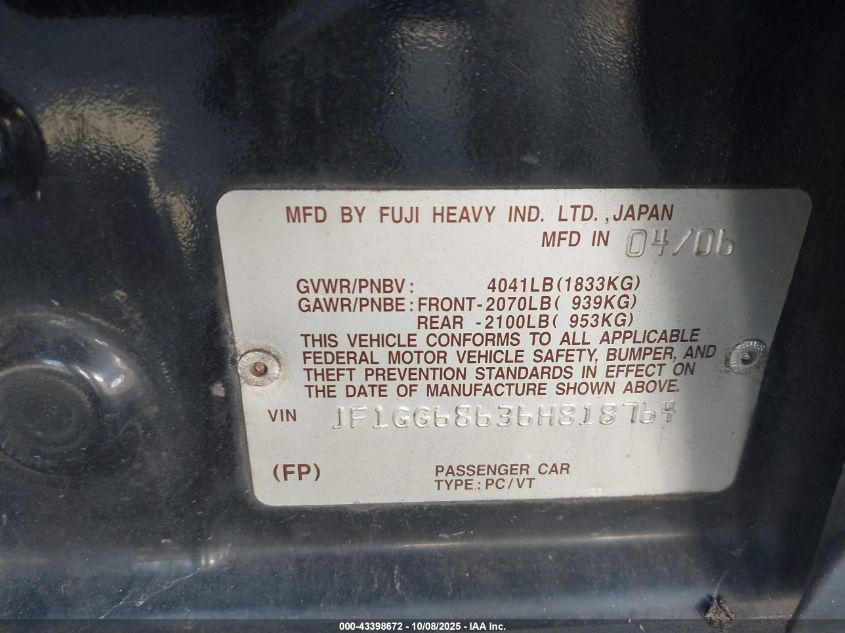 MFD BY FUJI HEAVY IND. LTD., JAPAN
MFD IN 04/06
GVWR/PNBV: 4041LB(1833KG)
GAWR/PNBE: FRONT-2070LB( 939KG)
REAR -2100LB( 953KG)
THIS VEHICLE CONFORMS TO ALL APPLICABLE
FEDERAL MOTOR VEHICLE SAFETY, BUMPER, AND
THEFT PREVENTION STANDARDS IN EFFECT ON
THE DATE OF MANUFACTURE SHOWN ABOVE.
VIN JF1GG68636H818764
(FP) PASSENGER CAR
TYPE: PC/VT
000-43398672 - 10/08/2025 - IAA Inc.